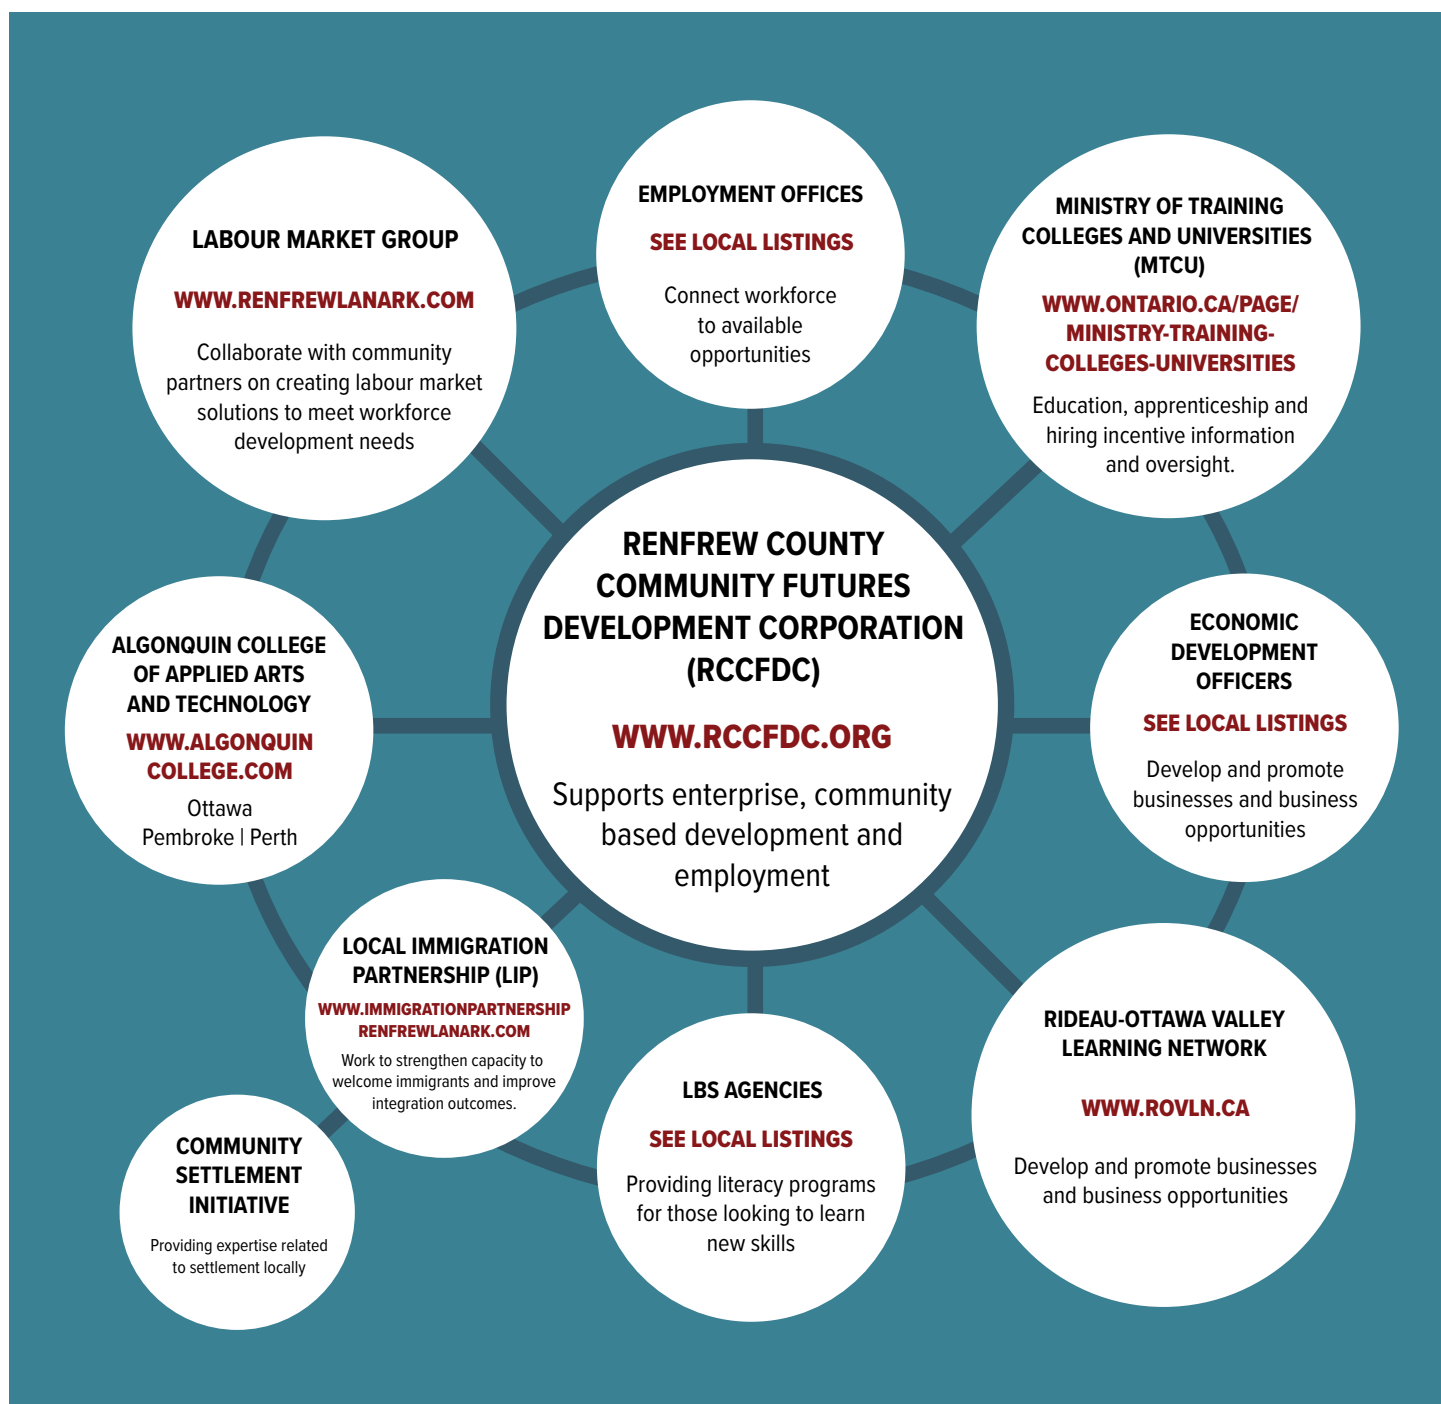 LABOUR MARKET GROUP
WWW.RENFREWLANARK.COM
Collaborate with community
partners on creating labour market
solutions to meet workforce
development needs
EMPLOYMENT OFFICES
SEE LOCAL LISTINGS
Connect workforce
to available
opportunities
MINISTRY OF TRAINING
COLLEGES AND UNIVERSITIES
(MTCU)
WWW.ONTARIO.CA/PAGE/
MINISTRY-TRAINING-
COLLEGES-UNIVERSITIES
Education, apprenticeship and
hiring incentive information
and oversight.
RENFREW COUNTY
COMMUNITY FUTURES
DEVELOPMENT CORPORATION
(RCCFDC)
WWW.RCCFDC.ORG
Supports enterprise, community
based development and
employment
ALGONQUIN COLLEGE
OF APPLIED ARTS
AND TECHNOLOGY
WWW.ALGONQUIN
COLLEGE.COM
Ottawa
Pembroke | Perth
ECONOMIC
DEVELOPMENT
OFFICERS
SEE LOCAL LISTINGS
Develop and promote
businesses and business
opportunities
LOCAL IMMIGRATION
PARTNERSHIP (LIP)
WWW.IMMIGRATIONPARTNERSHIP
RENFREWLANARK.COM
Work to strengthen capacity to
welcome immigrants and improve
integration outcomes.
LBS AGENCIES
SEE LOCAL LISTINGS
Providing literacy programs
for those looking to learn
new skills
RIDEAU-OTTAWA VALLEY
LEARNING NETWORK
WWW.ROVLN.CA
Develop and promote businesses
and business opportunities
COMMUNITY
SETTLEMENT
INITIATIVE
Providing expertise related
to settlement locally